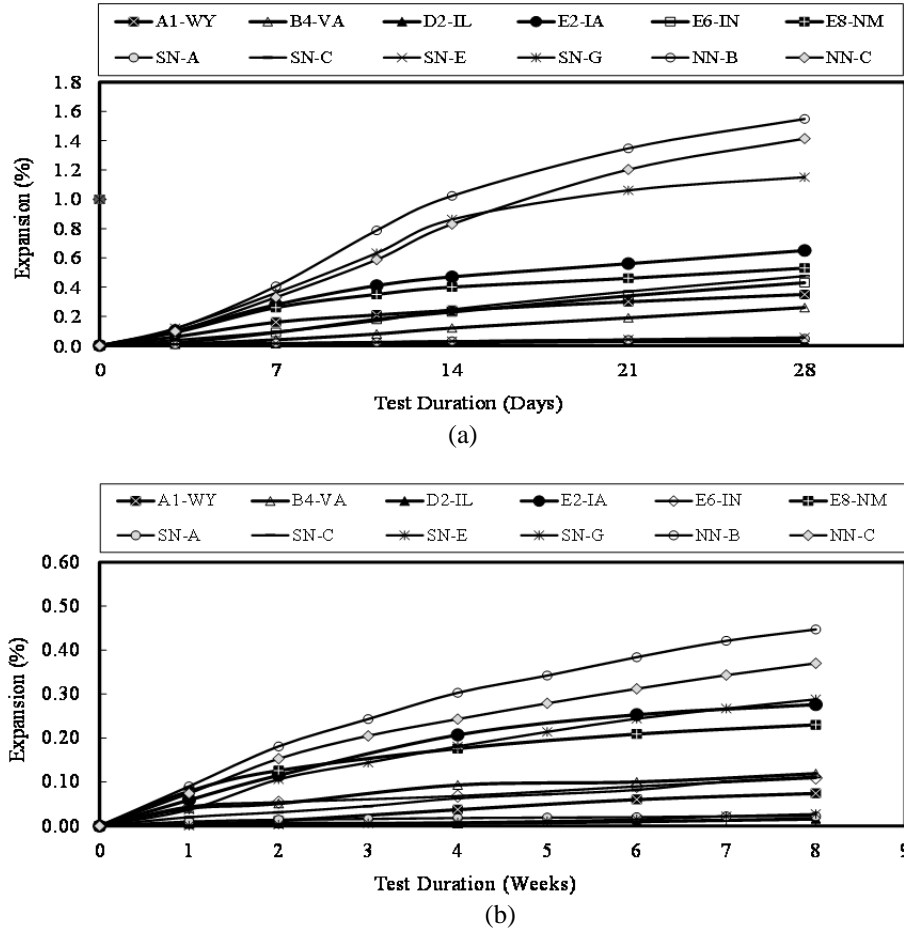 A1-WY B4-VA D2-IL E2-IA E6-IN E8-NM
SN-A SN-C SN-E SN-G NN-B NN-C
1.8
1.6
1.4
1.2
1.0
0.8
0.6
0.4
0.2
0.0
Expansion (%)
0 7 14 21 28
Test Duration (Days)
(a)
A1-WY B4-VA D2-IL E2-IA E6-IN E8-NM
SN-A SN-C SN-E SN-G NN-B NN-C
0.60
0.50
0.40
0.30
0.20
0.10
0.00
Expansion (%)
0 1 2 3 4 5 6 7 8 9
Test Duration (Weeks)
(b)